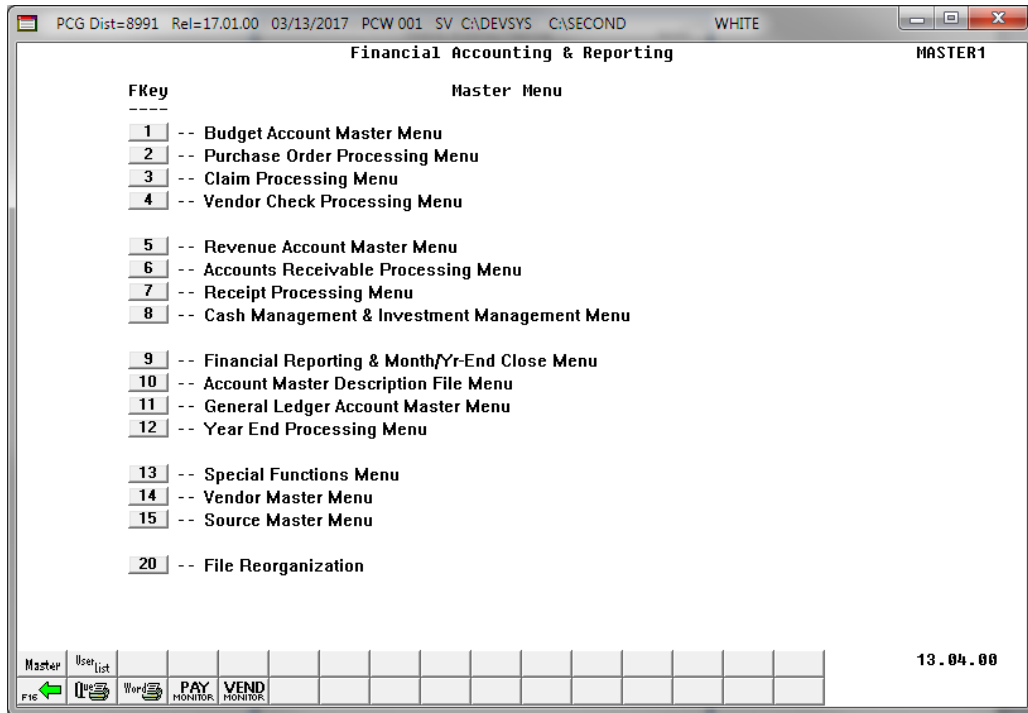 PCG Dist=8991 Rel=17.01.00 03/13/2017 PCW 001 SV C:\DEVSYS C:\SECOND WHITE
Financial Accounting & Reporting MASTER1
FKey Master Menu
----
1 -- Budget Account Master Menu
2 -- Purchase Order Processing Menu
3 -- Claim Processing Menu
4 -- Vendor Check Processing Menu
5 -- Revenue Account Master Menu
6 -- Accounts Receivable Processing Menu
7 -- Receipt Processing Menu
8 -- Cash Management & Investment Management Menu
9 -- Financial Reporting & Month/Yr-End Close Menu
10 -- Account Master Description File Menu
11 -- General Ledger Account Master Menu
12 -- Year End Processing Menu
13 -- Special Functions Menu
14 -- Vendor Master Menu
15 -- Source Master Menu
20 -- File Reorganization
Master User List 13.04.00
F16 Que Word PAY MONITOR VEND MONITOR